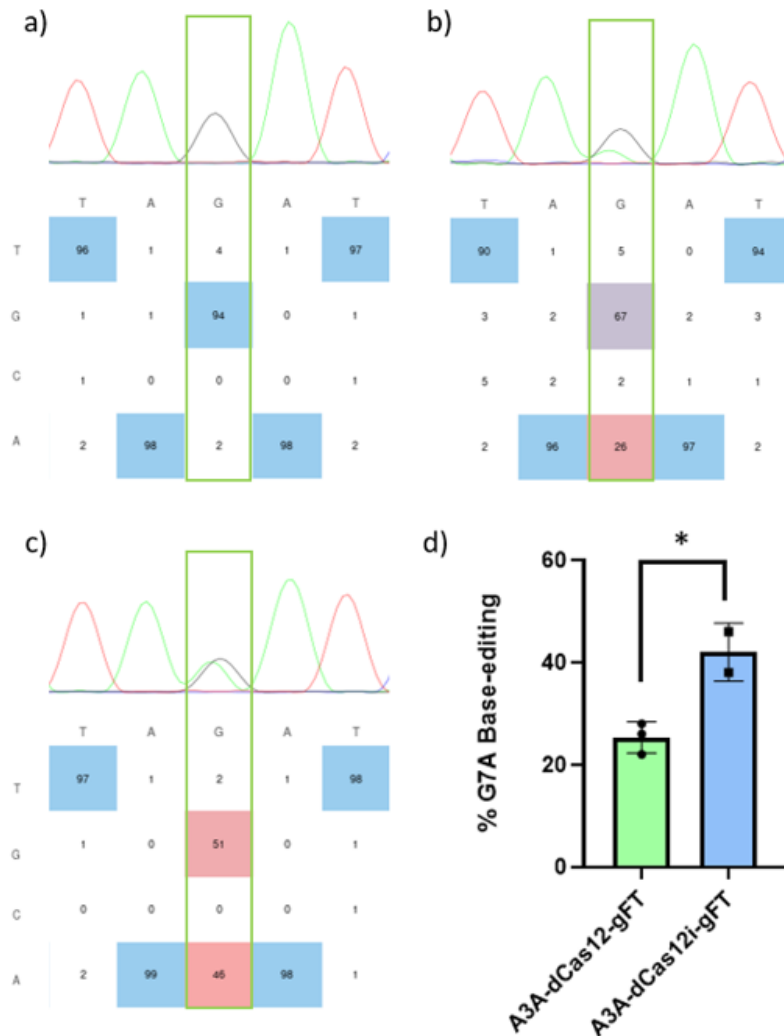 a)
T A G A T
T 96 1 4 1 97
G 1 1 94 0 1
C 1 0 0 0 1
A 2 98 2 98 2
b)
T A G A T
90 1 5 0 94
3 2 67 2 3
5 2 2 1 1
2 96 26 97 2
c)
T A G A T
T 97 1 2 1 98
G 1 0 51 0 1
C 0 0 0 0 1
A 2 99 46 98 1
d)
*
% G7A Base-editing
60
40
20
0
A3A-dCas12-gFT
A3A-dCas12i-gFT